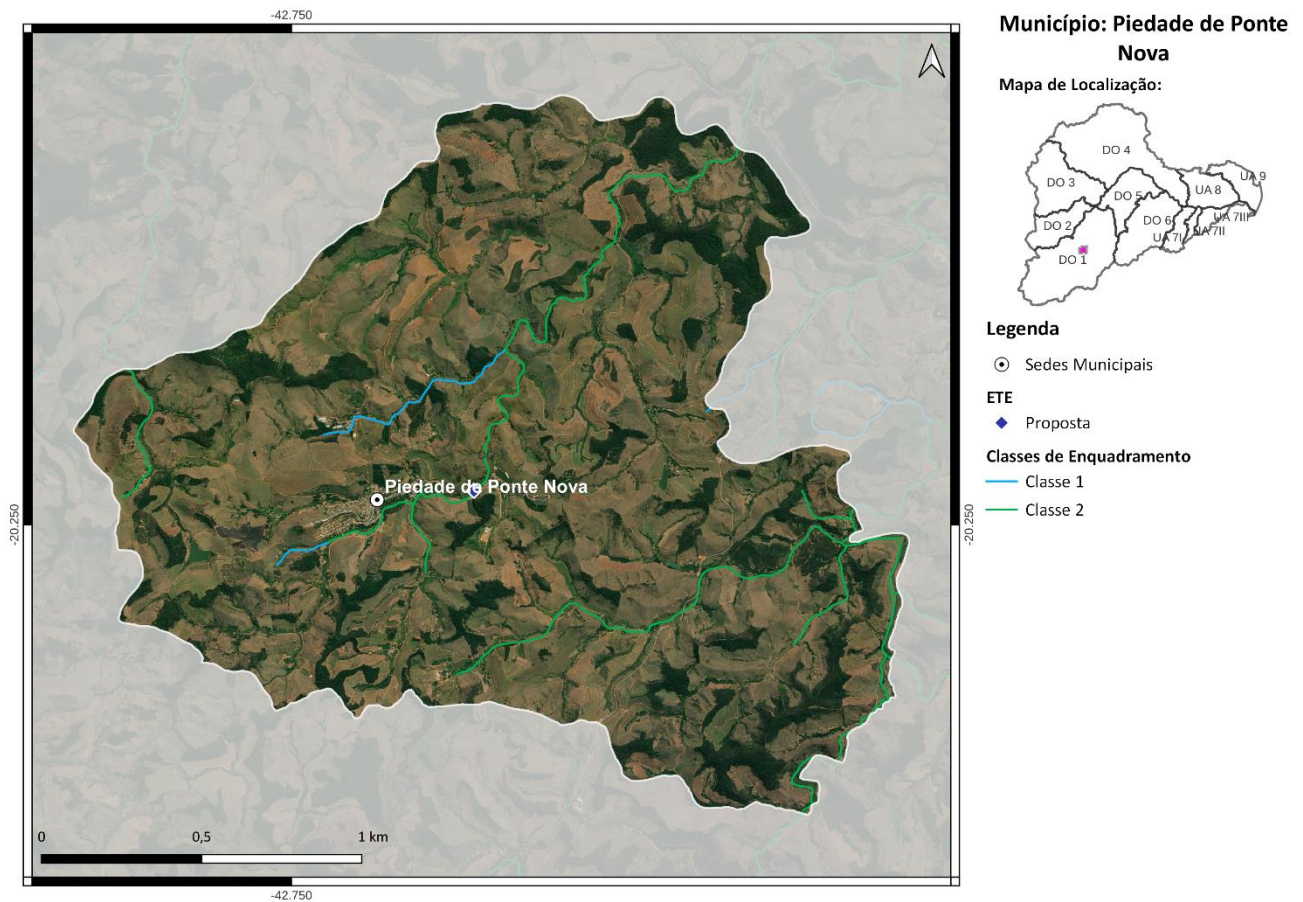 -42.750
Município: Piedade de Ponte
Nova
Mapa de Localização:
DO 4
DO 3
UA 9
DO 5
UA 8
DO 2
DO 6
UA 7III
UA 7II
UA 7I
DO 1
Legenda
Sedes Municipais
ETE
Proposta
Classes de Enquadramento
Classe 1
Classe 2
Piedade de Ponte Nova
-20.250
-20.250
0 0,5 1 km
-42.750